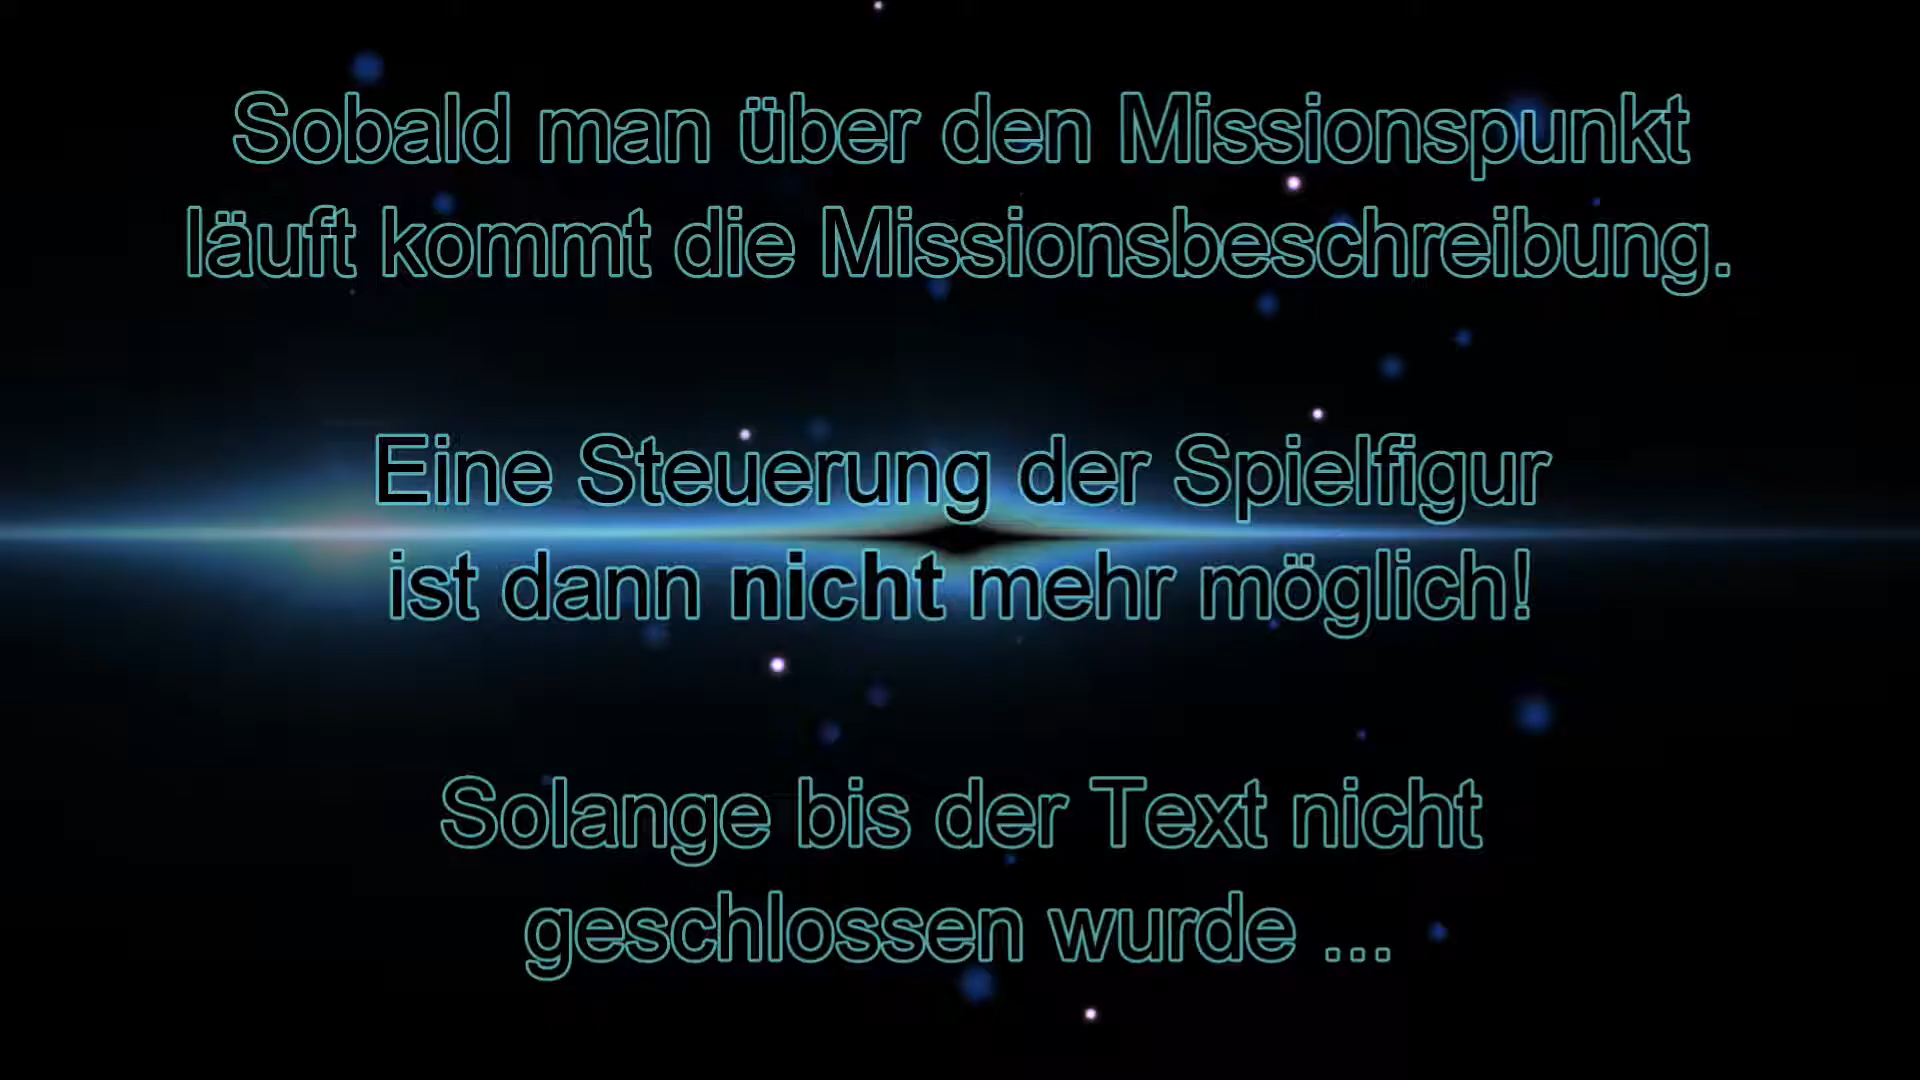 Sobald man über den Missionspunkt
läuft kommt die Missionsbeschreibung.
Eine Steuerung der Spielfigur
ist dann nicht mehr möglich!
Solange bis der Text nicht
geschlossen wurde ...